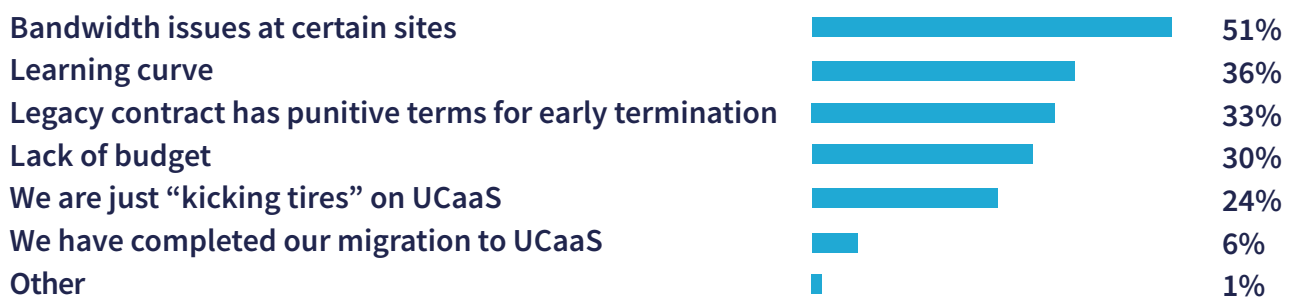 Bandwidth issues at certain sites 51%
Learning curve 36%
Legacy contract has punitive terms for early termination 33%
Lack of budget 30%
We are just “kicking tires” on UCaaS 24%
We have completed our migration to UCaaS 6%
Other 1%